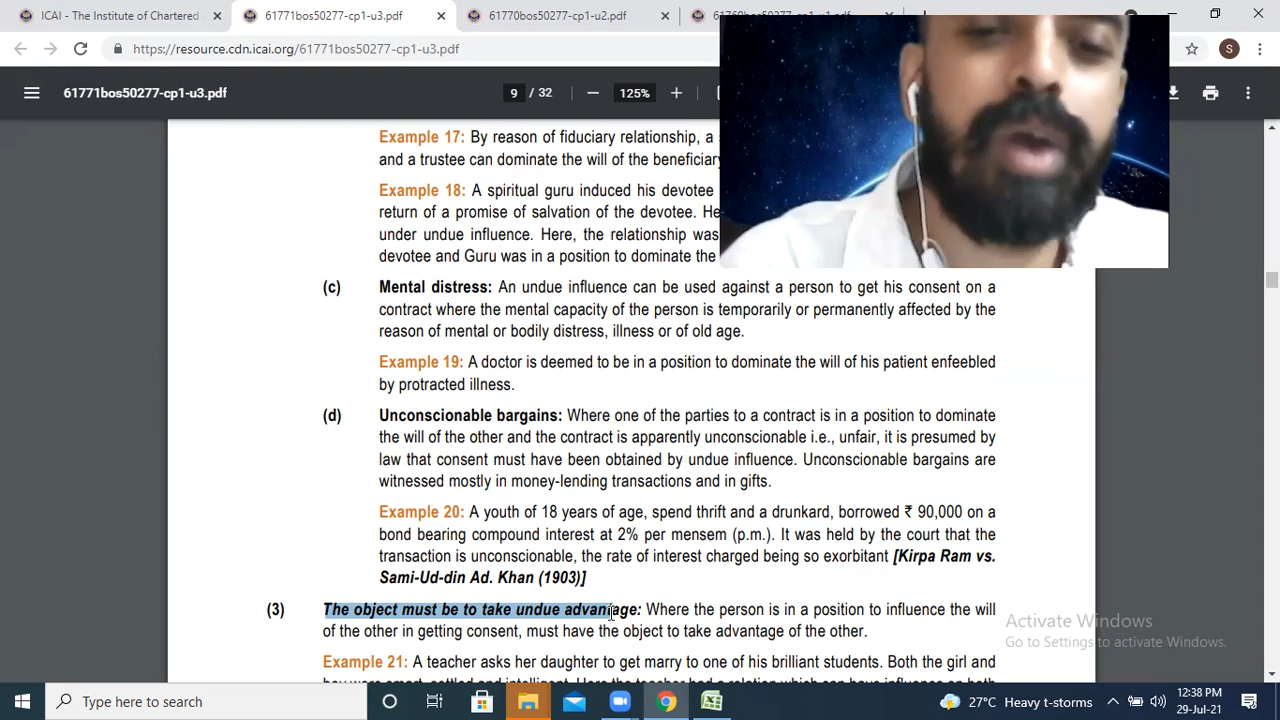 ICAI - The Institute of Chartered
61771bos50277-cp1-u3.pdf
61770bos50277-cp1-u2.pdf
https://resource.cdn.icai.org/61771bos50277-cp1-u3.pdf
S
61771bos50277-cp1-u3.pdf
9 / 32
125%
Example 17: By reason of fiduciary relationship, a
and a trustee can dominate the will of the beneficiary
Example 18: A spiritual guru induced his devotee
return of a promise of salvation of the devotee. He
under undue influence. Here, the relationship was
devotee and Guru was in a position to dominate the
(c) Mental distress: An undue influence can be used against a person to get his consent on a
contract where the mental capacity of the person is temporarily or permanently affected by the
reason of mental or bodily distress, illness or of old age.
Example 19: A doctor is deemed to be in a position to dominate the will of his patient enfeebled
by protracted illness.
(d) Unconscionable bargains: Where one of the parties to a contract is in a position to dominate
the will of the other and the contract is apparently unconscionable i.e., unfair, it is presumed by
law that consent must have been obtained by undue influence. Unconscionable bargains are
witnessed mostly in money-lending transactions and in gifts.
Example 20: A youth of 18 years of age, spend thrift and a drunkard, borrowed ₹ 90,000 on a
bond bearing compound interest at 2% per mensem (p.m.). It was held by the court that the
transaction is unconscionable, the rate of interest charged being so exorbitant [Kirpa Ram vs.
Sami-Ud-din Ad. Khan (1903)]
(3) The object must be to take undue advantage: Where the person is in a position to influence the will
of the other in getting consent, must have the object to take advantage of the other.
Example 21: A teacher asks her daughter to get marry to one of his brilliant students. Both the girl and
Activate Windows
Go to Settings to activate Windows.
Type here to search
27°C Heavy t-storms
12:38 PM
29-Jul-21